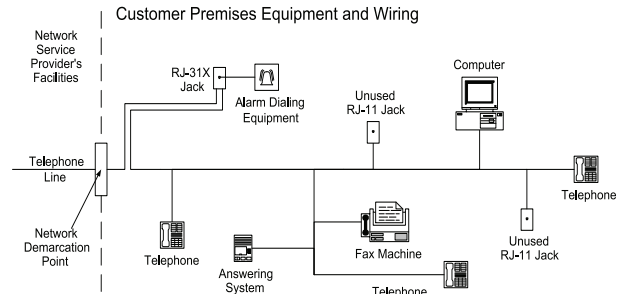 Customer Premises Equipment and Wiring
Network
Service
Provider's
Facilities
RJ-31X
Jack
Alarm Dialing
Equipment
Unused
RJ-11 Jack
Computer
Telephone
Line
Telephone
Network
Demarcation
Point
Telephone
Answering
System
Fax Machine
Unused
RJ-11 Jack
Telephone